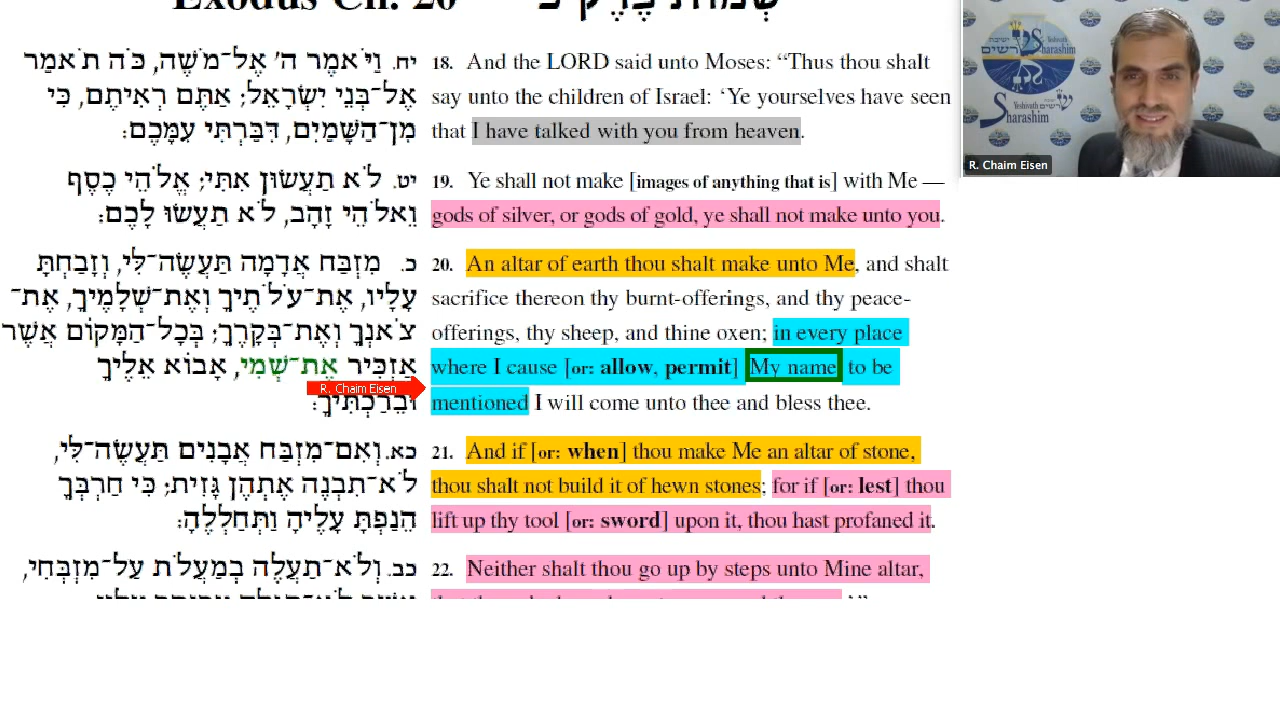 Exodus Ch. 20
שְׁמוֹת פֶּרֶק כ
יח. וַיֹּאמֶר ה' אֶל־מֹשֶׁה, כֹּה תֹאמַר
אֶל־בְּנֵי יִשְׂרָאֵל; אַתֶּם רְאִיתֶם, כִּי
מִן־הַשָּׁמַיִם, דִּבַּרְתִּי עִמָּכֶם:
18. And the LORD said unto Moses: “Thus thou shalt
say unto the children of Israel: ‘Ye yourselves have seen
that I have talked with you from heaven.
יט. לֹא תַעֲשׂוּן אִתִּי; אֱלֹהֵי כֶסֶף
וֵאלֹהֵי זָהָב, לֹא תַעֲשׂוּ לָכֶם:
19. Ye shall not make [images of anything that is] with Me —
gods of silver, or gods of gold, ye shall not make unto you.
כ. מִזְבַּח אֲדָמָה תַּעֲשֶׂה־לִּי, וְזָבַחְתָּ
עָלָיו, אֶת־עֹלֹתֶיךָ וְאֶת־שְׁלָמֶיךָ, אֶת־
צֹאנְךָ וְאֶת־בְּקָרֶךָ; בְּכָל־הַמָּקוֹם אֲשֶׁר
אַזְכִּיר אֶת־שְׁמִי, אָבוֹא אֵלֶיךָ
וּבֵרַכְתִּיךָ:
20. An altar of earth thou shalt make unto Me, and shalt
sacrifice thereon thy burnt-offerings, and thy peace-
offerings, thy sheep, and thine oxen; in every place
where I cause [or: allow, permit] My name to be
mentioned I will come unto thee and bless thee.
R. Chaim Eisen
כא. וְאִם־מִזְבַּח אֲבָנִים תַּעֲשֶׂה־לִּי,
לֹא־תִבְנֶה אֶתְהֶן גָּזִית; כִּי חַרְבְּךָ
הֵנַפְתָּ עָלֶיהָ וַתְּחַלְלֶהָ:
21. And if [or: when] thou make Me an altar of stone,
thou shalt not build it of hewn stones; for if [or: lest] thou
lift up thy tool [or: sword] upon it, thou hast profaned it.
כב. וְלֹא־תַעֲלֶה בְמַעֲלֹת עַל־מִזְבְּחִי,
22. Neither shalt thou go up by steps unto Mine altar,
Yeshivath
Sharashim
ישיבת
שרשים
Yeshivath
Sharashim
R. Chaim Eisen